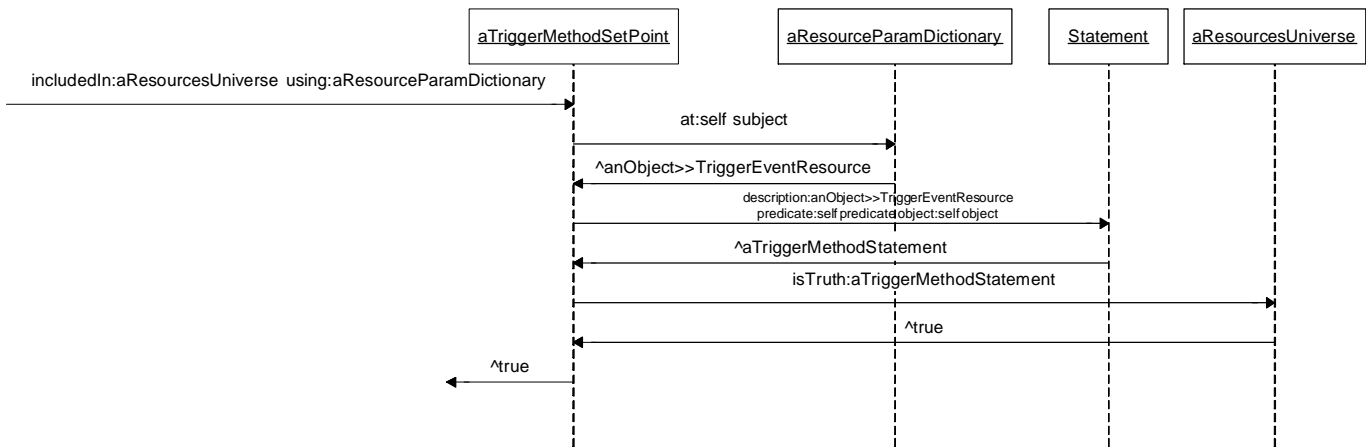 aTriggerMethodSetPoint
aResourceParamDictionary
Statement
aResourcesUniverse
includedIn:aResourcesUniverse using:aResourceParamDictionary
at:self subject
^anObject>>TriggerEventResource
description:anObject>>TriggerEventResource
predicate:self predicate object:self object
^aTriggerMethodStatement
isTruth:aTriggerMethodStatement
^true
^true